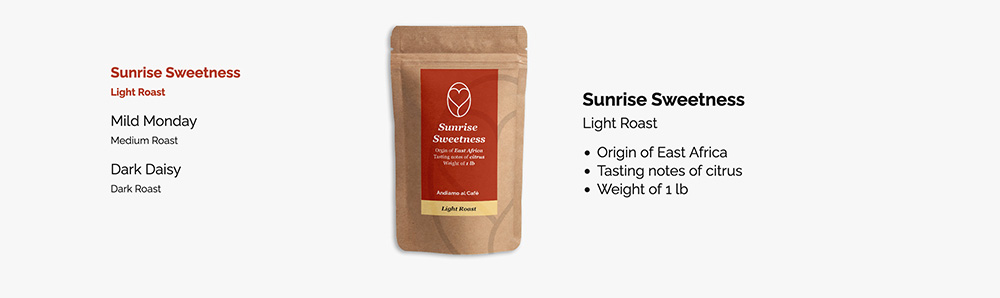 Sunrise Sweetness
Light Roast
Mild Monday
Medium Roast
Dark Daisy
Dark Roast
Sunrise
Sweetness
Origin of East Africa
Tasting notes of citrus
Weight of 1 lb
Andiamo al Cafè
Light Roast
Sunrise Sweetness
Light Roast
• Origin of East Africa
• Tasting notes of citrus
• Weight of 1 lb